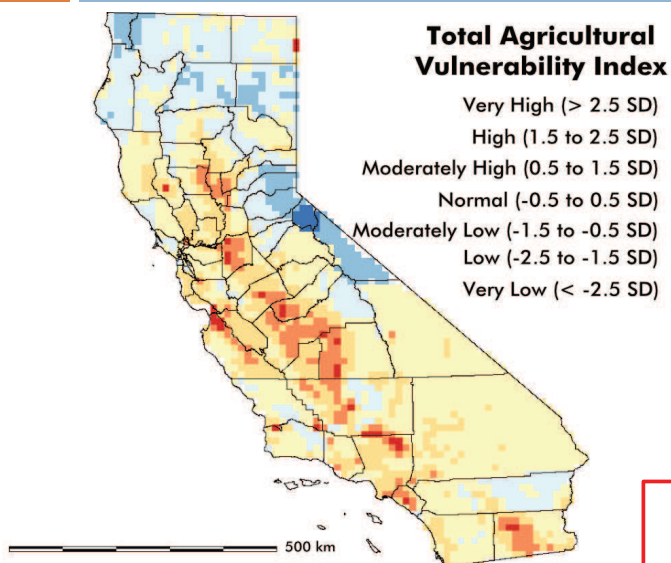 Total Agricultural
Vulnerability Index
Very High (> 2.5 SD)
High (1.5 to 2.5 SD)
Moderately High (0.5 to 1.5 SD)
Normal (-0.5 to 0.5 SD)
Moderately Low (-1.5 to -0.5 SD)
Low (-2.5 to -1.5 SD)
Very Low (< -2.5 SD)
500 km